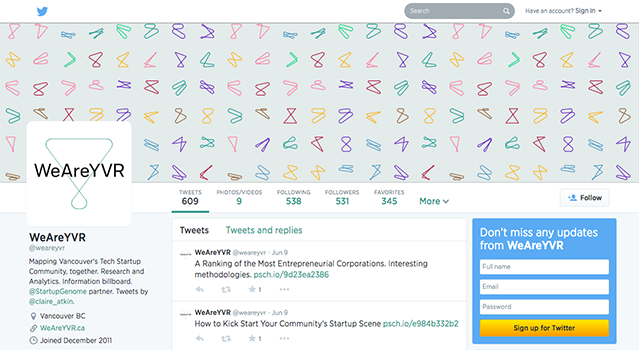 Search
Have an account? Sign in
WeAreYVR
TWEETS
609
PHOTOS/VIDEOS
9
FOLLOWING
538
FOLLOWERS
531
FAVORITES
345
More
Follow
WeAreYVR
@weareyvr
Mapping Vancouver's Tech Startup
Community, together. Research and
Analytics. Information billboard.
@StartupGenome partner. Tweets by
@claire_atkin.
Vancouver BC
WeAreYVR.ca
Joined December 2011
Tweets
Tweets and replies
WeAreYVR @weareyvr · Jun 9
A Ranking of the Most Entrepreneurial Corporations. Interesting
methodologies. psch.io/9d23ea2386
1
WeAreYVR @weareyvr · Jun 9
How to Kick Start Your Community's Startup Scene psch.io/e984b332b2
1
Don't miss any updates
from WeAreYVR
Full name
Email
Password
Sign up for Twitter